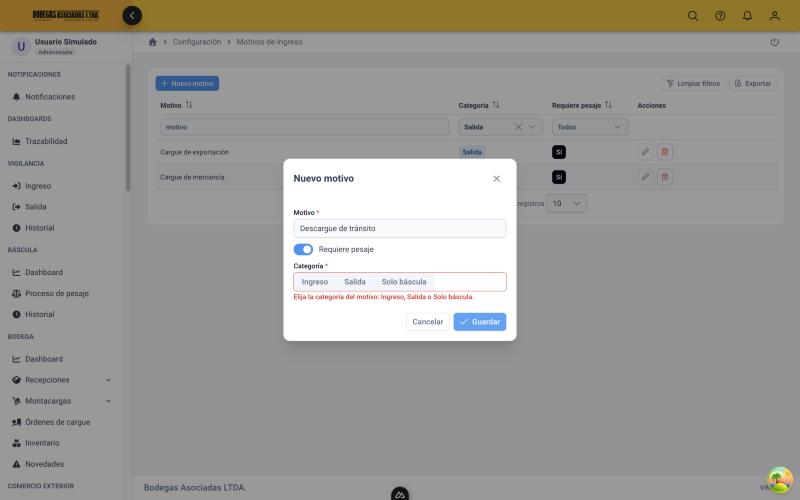 BODEGAS ASOCIADAS LTDA.
U
Usuario Simulado
Administrador
Configuración
Motivos de ingreso
NOTIFICACIONES
Notificaciones
DASHBOARDS
Trazabilidad
VIGILANCIA
Ingreso
Salida
Historial
BÁSCULA
Dashboard
Proceso de pesaje
Historial
BODEGA
Dashboard
Recepciones
Montacargas
Órdenes de cargue
Inventario
Novedades
COMERCIO EXTERIOR
+ Nuevo motivo
Limpiar filtros
Exportar
Motivo
Categoría
Requiere pesaje
Acciones
motivo
Salida
Todos
Cargue de exportación
Salida
Sí
Cargue de mercancía
Sí
registros
10
Nuevo motivo
Motivo *
Descargue de tránsito
Requiere pesaje
Categoría *
Ingreso
Salida
Solo báscula
Elija la categoría del motivo: Ingreso, Salida o Solo báscula.
Cancelar
Guardar
Bodegas Asociadas LTDA.